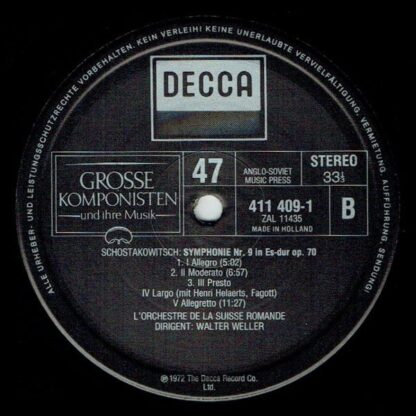 ALLE URHEBER- UND LEISTUNGSSCHUTZRECHTE VORBEHALTEN. KEIN VERLEIH! KEINE UNERLAUBTE VERVIELFÄLTIGUNG, VERMIETUNG, AUFFÜHRUNG, SENDUNG!
DECCA
GROSSE
KOMPONISTEN
und ihre Musik
47
ANGLO-SOVIET
MUSIC PRESS
STEREO
33⅓
411 409-1
ZAL 11435
MADE IN HOLLAND
B
SCHOSTAKOWITSCH: SYMPHONIE Nr. 9 in Es-dur op. 70
1. I Allegro (5:02)
2. II Moderato (6:57)
3. III Presto
IV Largo (mit Henri Helaerts, Fagott)
V Allegretto (11:27)
L'ORCHESTRE DE LA SUISSE ROMANDE
DIRIGENT: WALTER WELLER
℗ 1972 The Decca Record Co.
Ltd.